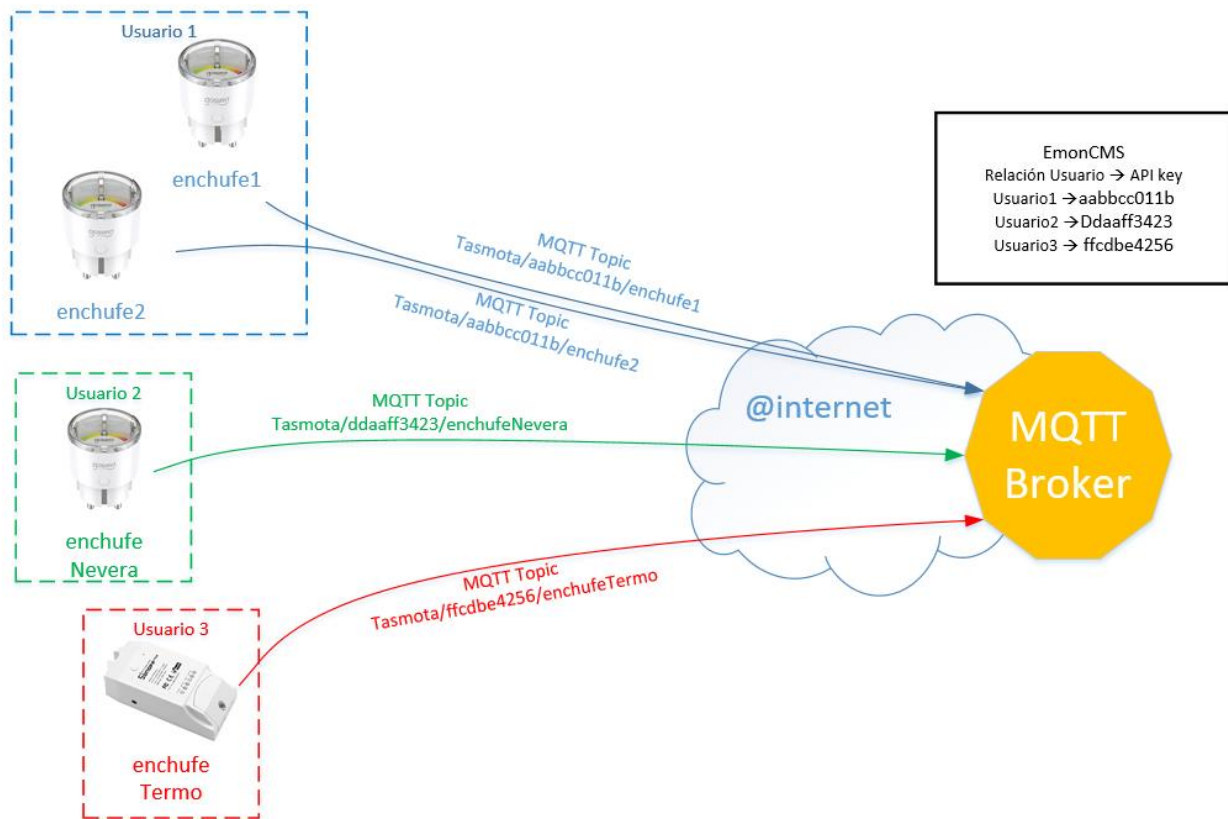 Usuario 1
enchufe1
enchufe2
MQTT Topic
Tasmota/aabbcc011b/enchufe1
MQTT Topic
Tasmota/aabbcc011b/enchufe2
EmonCMS
Relación Usuario → API key
Usuario1 →aabbcc011b
Usuario2 →Ddaaff3423
Usuario3 → ffcdbe4256
Usuario 2
enchufe
Nevera
MQTT Topic
Tasmota/ddaaff3423/enchufeNevera
@internet
MQTT
Broker
Usuario 3
enchufe
Termo
MQTT Topic
Tasmota/ffcdbe4256/enchufeTermo